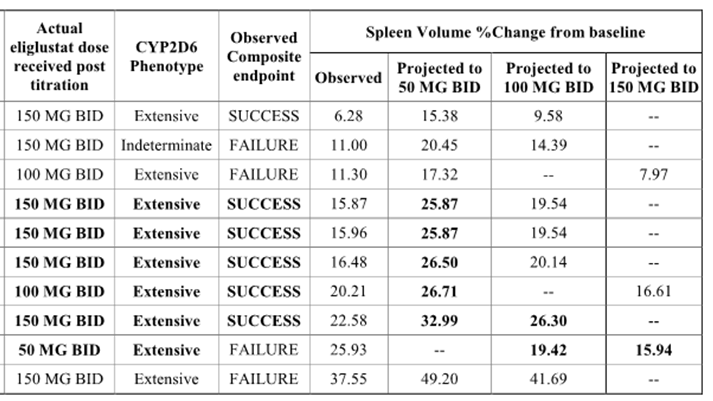 Actual eliglustat dose received post titration | CYP2D6 Phenotype | Observed Composite endpoint | Spleen Volume %Change from baseline
Observed | Projected to 50 MG BID | Projected to 100 MG BID | Projected to 150 MG BID
150 MG BID | Extensive | SUCCESS | 6.28 | 15.38 | 9.58 | --
150 MG BID | Indeterminate | FAILURE | 11.00 | 20.45 | 14.39 | --
100 MG BID | Extensive | FAILURE | 11.30 | 17.32 | -- | 7.97
150 MG BID | Extensive | SUCCESS | 15.87 | 25.87 | 19.54 | --
150 MG BID | Extensive | SUCCESS | 15.96 | 25.87 | 19.54 | --
150 MG BID | Extensive | SUCCESS | 16.48 | 26.50 | 20.14 | --
100 MG BID | Extensive | SUCCESS | 20.21 | 26.71 | -- | 16.61
150 MG BID | Extensive | SUCCESS | 22.58 | 32.99 | 26.30 | --
50 MG BID | Extensive | FAILURE | 25.93 | -- | 19.42 | 15.94
150 MG BID | Extensive | FAILURE | 37.55 | 49.20 | 41.69 | --